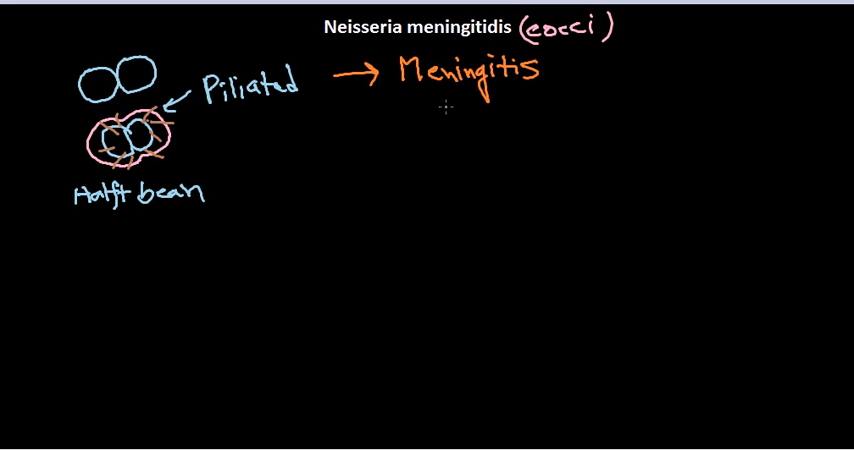 Neisseria meningitidis (cocci)
Piliated → Meningitis
Halft bean